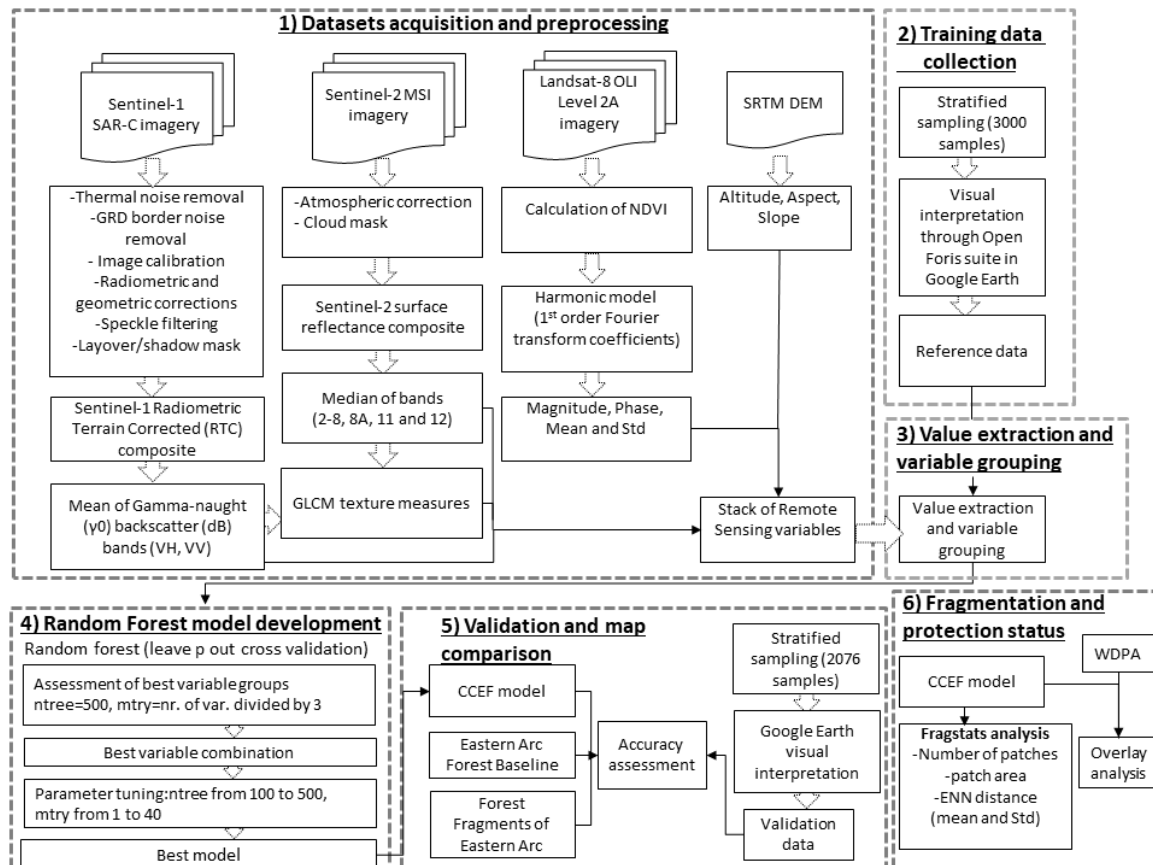 1) Datasets acquisition and preprocessing
Sentinel-1
SAR-C imagery
Sentinel-2 MSI
imagery
Landsat-8 OLI
Level 2A
imagery
SRTM DEM
-Thermal noise removal
-GRD border noise
removal
- Image calibration
-Radiometric and
geometric corrections
-Speckle filtering
-Layover/shadow mask
-Atmospheric correction
- Cloud mask
Calculation of NDVI
Altitude, Aspect,
Slope
Sentinel-2 surface
reflectance composite
Harmonic model
(1st order Fourier
transform coefficients)
Sentinel-1 Radiometric
Terrain Corrected (RTC)
composite
Median of bands
(2-8, 8A, 11 and 12)
Magnitude, Phase,
Mean and Std
Mean of Gamma-naught
(γ0) backscatter (dB)
bands (VH, VV)
GLCM texture measures
Stack of Remote
Sensing variables
2) Training data
collection
Stratified
sampling (3000
samples)
Visual
interpretation
through Open
Foris suite in
Google Earth
Reference data
3) Value extraction and
variable grouping
Value extraction
and variable
grouping
4) Random Forest model development
Random forest (leave p out cross validation)
Assessment of best variable groups
ntree=500, mtry=nr. of var. divided by 3
Best variable combination
Parameter tuning:ntree from 100 to 500,
mtry from 1 to 40
Best model
5) Validation and map
comparison
CCEF model
Eastern Arc
Forest Baseline
Forest
Fragments of
Eastern Arc
Accuracy
assessment
Stratified
sampling (2076
samples)
Google Earth
visual
interpretation
Validation
data
6) Fragmentation and
protection status
WDPA
CCEF model
Fragstats analysis
-Number of patches
-patch area
-ENN distance
(mean and Std)
Overlay
analysis